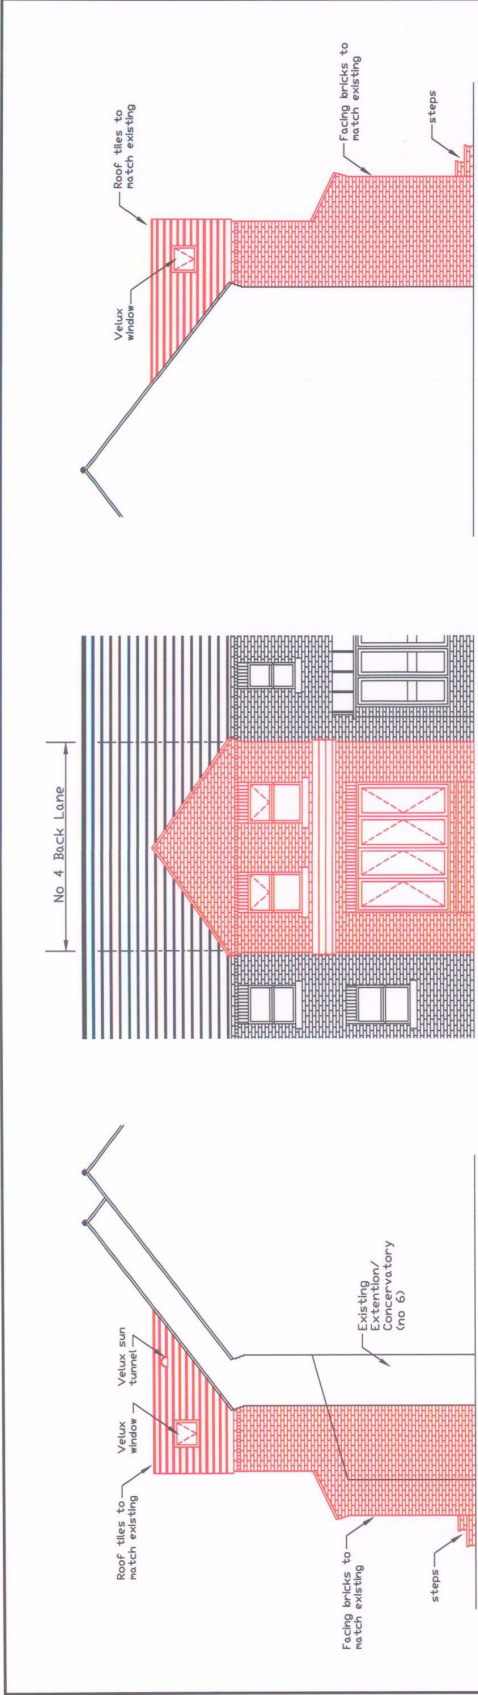 Roof tiles to
match existing
Velux
window
Velux sun
tunnel
Existing
Extention/
Concervatory
(no 6)
Facing bricks to
match existing
steps
No 4 Back Lane
Velux
window
Roof tiles to
match existing
Facing bricks to
match existing
steps